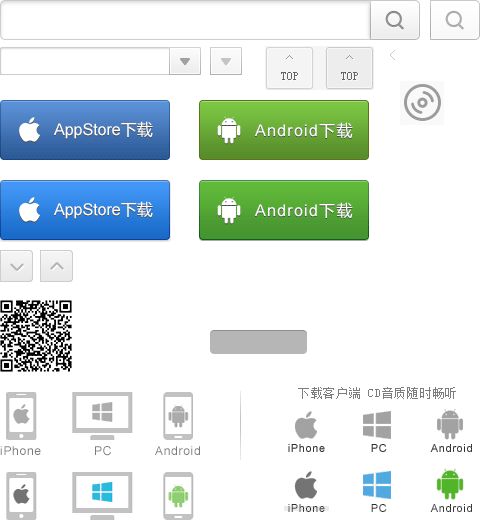 TOP TOP
AppStore下载 Android下载
AppStore下载 Android下载
下载客户端 CD音质随时畅听
iPhone PC Android iPhone PC Android
iPhone PC Android